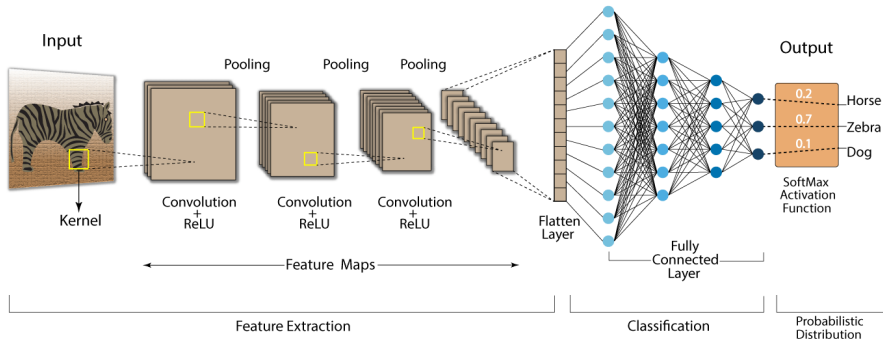 Input
Kernel
Pooling
Pooling
Pooling
Convolution
+
ReLU
Convolution
+
ReLU
Convolution
+
ReLU
Feature Maps
Flatten
Layer
Fully
Connected
Layer
Output
0.2
Horse
0.7
Zebra
0.1
Dog
SoftMax
Activation
Function
Feature Extraction
Classification
Probabilistic
Distribution